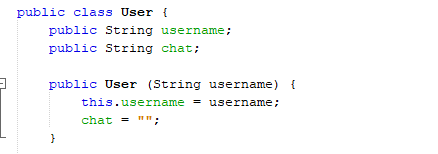 public class User {
    public String username;
    public String chat;

    public User (String username) {
        this.username = username;
        chat = "";
    }